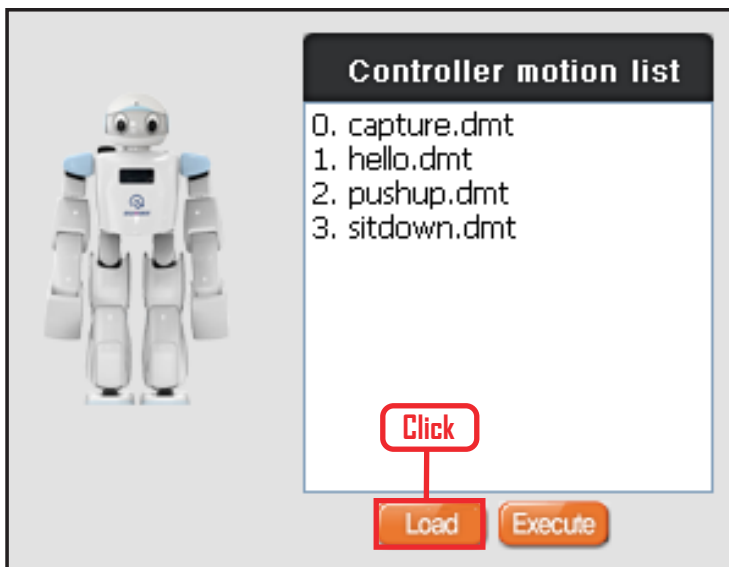 Controller motion list
0. capture.dmt
1. hello.dmt
2. pushup.dmt
3. sitdown.dmt
Click
Load
Execute